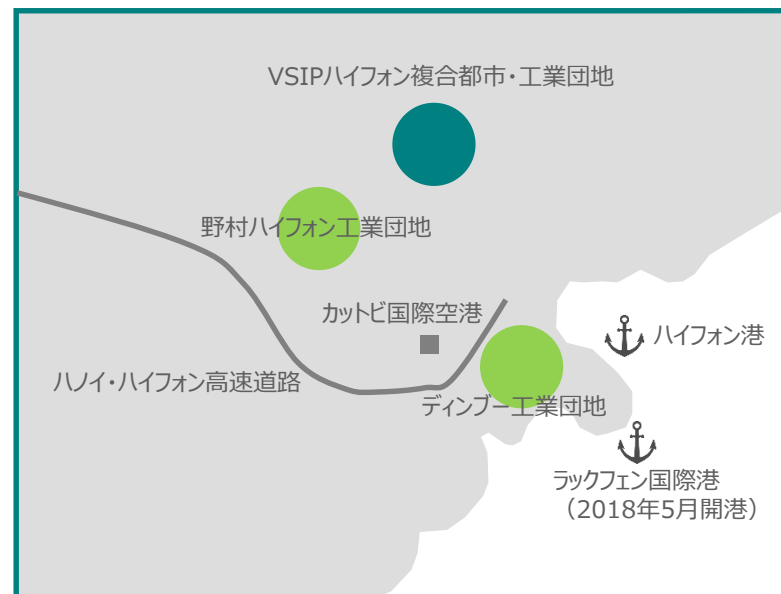 VSIPハイフォン複合都市・工業団地
野村ハイフォン工業団地
カットビ国際空港
ハイフォン港
ハノイ・ハイフォン高速道路
ディンブー工業団地
ラックフェン国際港
（2018年5月開港）